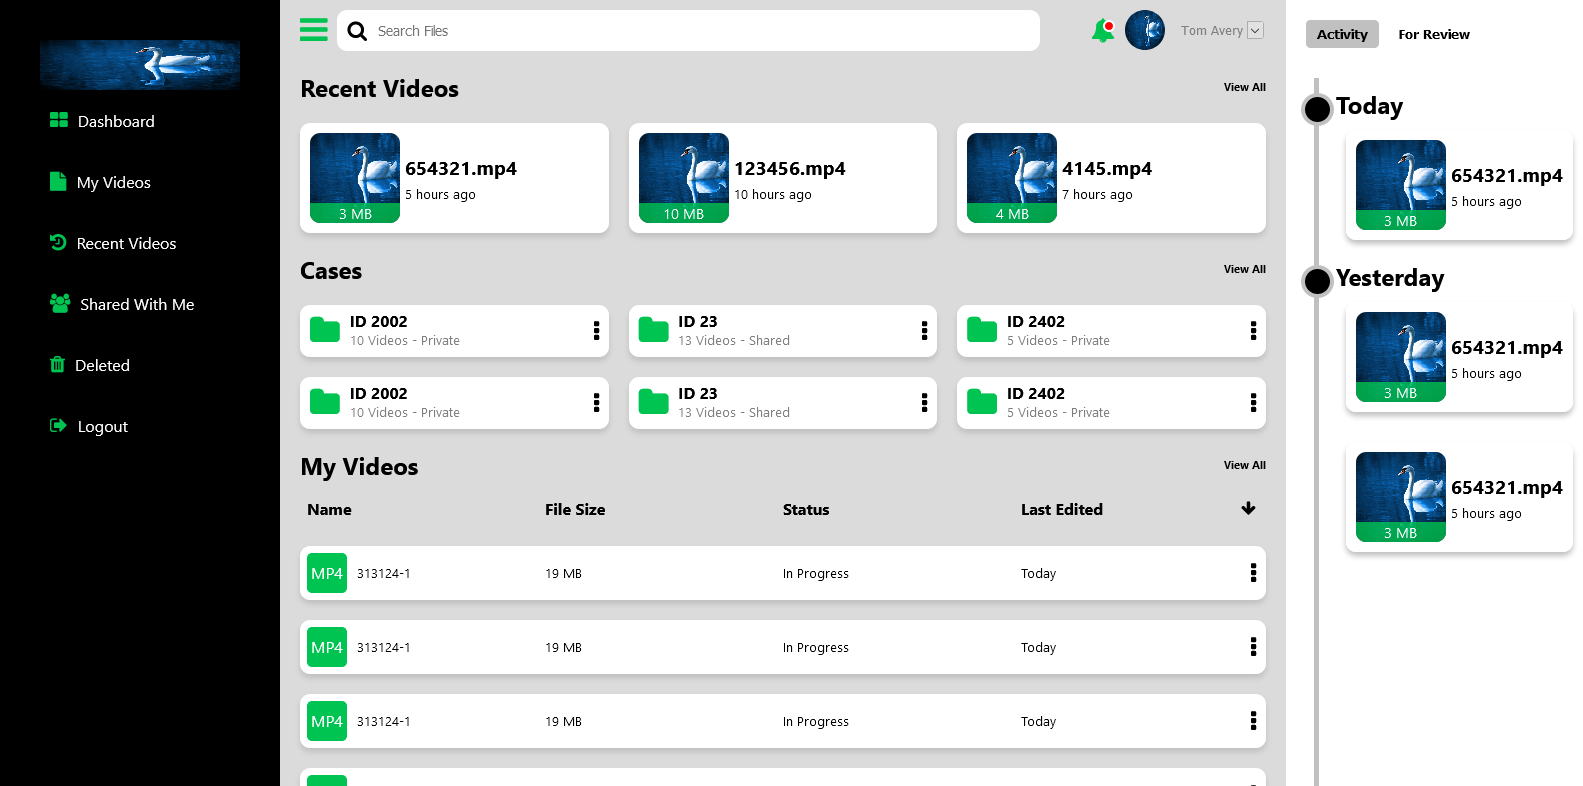 Dashboard
My Videos
Recent Videos
Shared With Me
Deleted
Logout
Search Files
Tom Avery
Recent Videos
View All
654321.mp4
5 hours ago
3 MB
123456.mp4
10 hours ago
10 MB
4145.mp4
7 hours ago
4 MB
Cases
View All
ID 2002
10 Videos - Private
ID 23
13 Videos - Shared
ID 2402
5 Videos - Private
ID 2002
10 Videos - Private
ID 23
13 Videos - Shared
ID 2402
5 Videos - Private
My Videos
View All
Name File Size Status Last Edited
MP4 313124-1 19 MB In Progress Today
MP4 313124-1 19 MB In Progress Today
MP4 313124-1 19 MB In Progress Today
Activity For Review
Today
654321.mp4
5 hours ago
3 MB
Yesterday
654321.mp4
5 hours ago
3 MB
654321.mp4
5 hours ago
3 MB